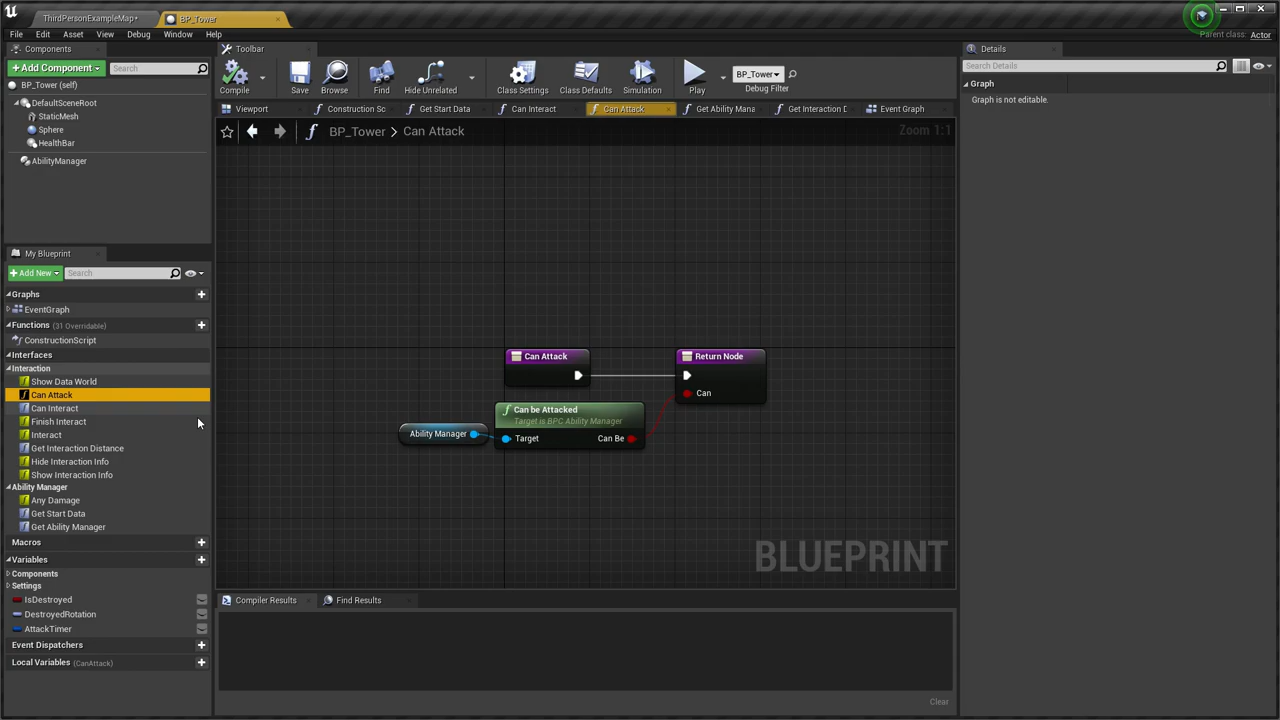 ThirdPersonExampleMap*
BP_Tower
Parent class: Actor
File Edit Asset View Debug Window Help
Components
+Add Component
Search
BP_Tower (self)
DefaultSceneRoot
StaticMesh
Sphere
HealthBar
AbilityManager
My Blueprint
+Add New
Search
Graphs
EventGraph
Functions (31 Overridable)
ConstructionScript
Interfaces
Interaction
Show Data World
Can Attack
Can Interact
Finish Interact
Interact
Get Interaction Distance
Hide Interaction Info
Show Interaction Info
Ability Manager
Any Damage
Get Start Data
Get Ability Manager
Macros
Variables
Components
Settings
IsDestroyed
DestroyedRotation
AttackTimer
Event Dispatchers
Local Variables (CanAttack)
Toolbar
Compile
Save
Browse
Find
Hide Unrelated
Class Settings
Class Defaults
Simulation
Play
BP_Tower
Debug Filter
Viewport
Construction Sc
Get Start Data
Can Interact
Can Attack
Get Ability Mana
Get Interaction D
Event Graph
BP_Tower > Can Attack
Zoom 1:1
Can Attack
Return Node
Can
Can be Attacked
Target is BPC Ability Manager
Ability Manager
Target
Can Be
BLUEPRINT
Compiler Results
Find Results
Clear
Details
Search Details
Graph
Graph is not editable.